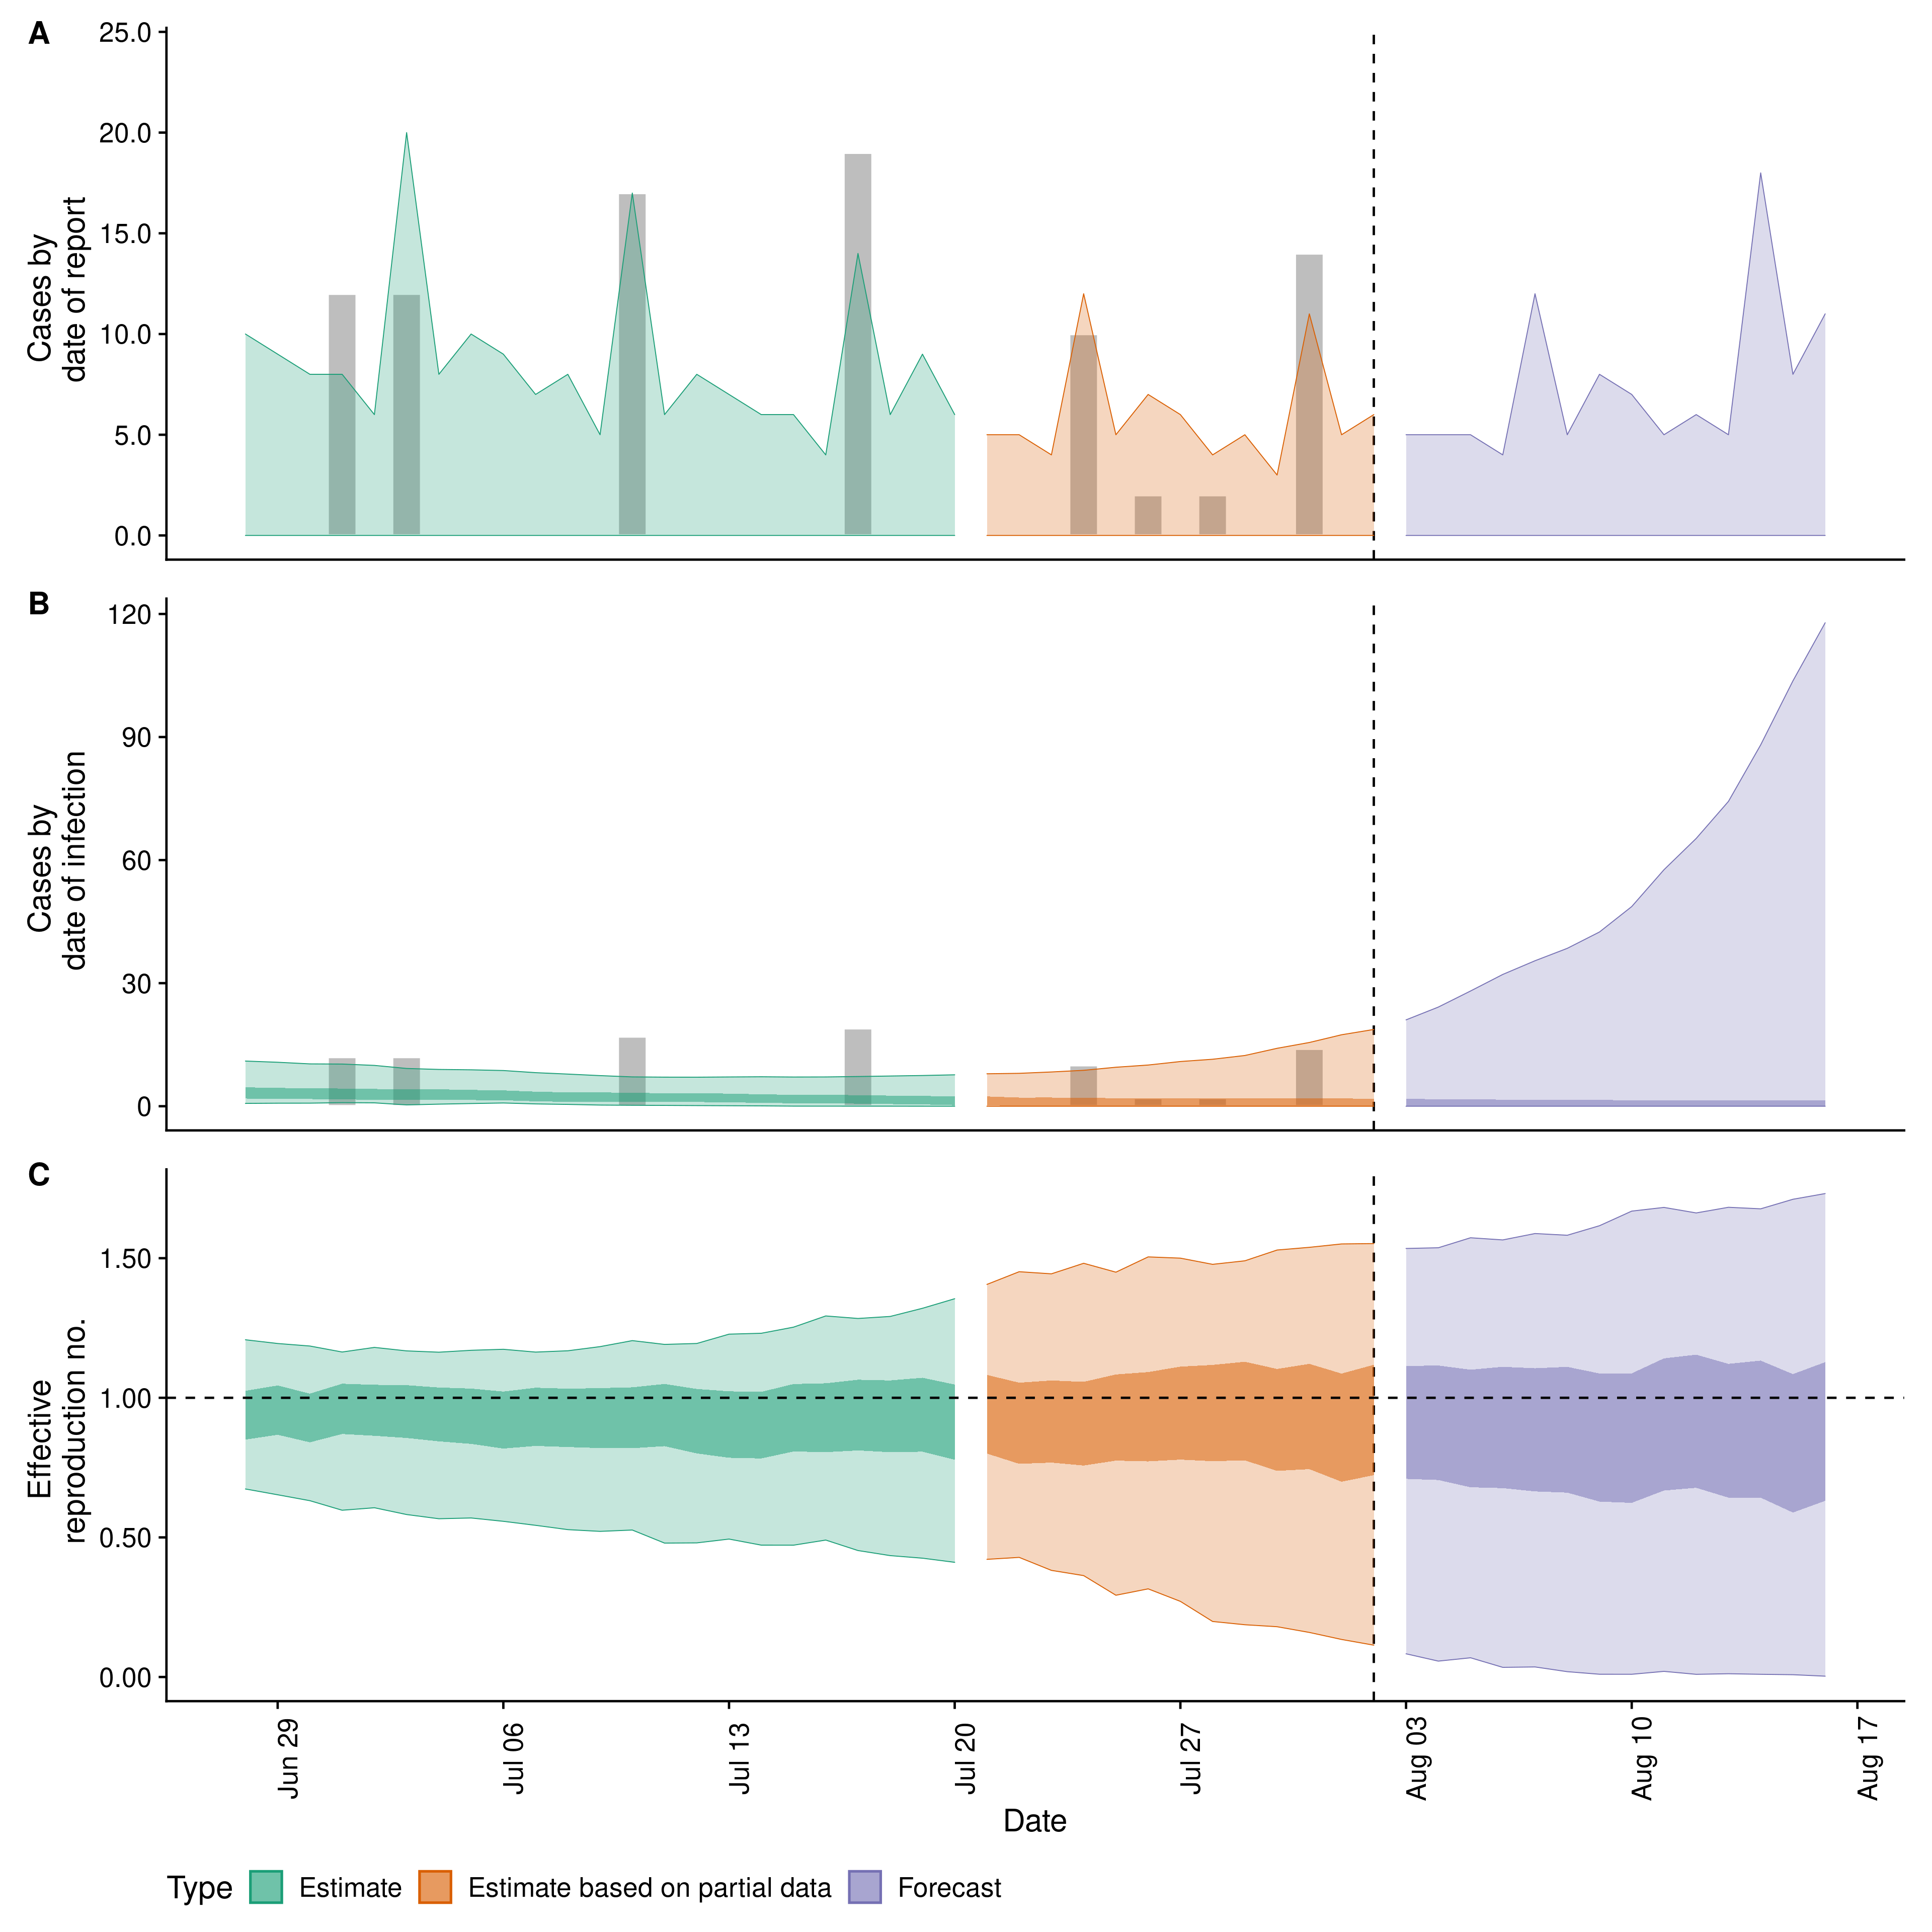 A
Cases by
date of report
25.0
20.0
15.0
10.0
5.0
0.0
B
Cases by
date of infection
120
90
60
30
0
C
Effective
reproduction no.
1.50
1.00
0.50
0.00
Jun 29
Jul 06
Jul 13
Jul 20
Jul 27
Aug 03
Aug 10
Aug 17
Date
Type Estimate Estimate based on partial data Forecast